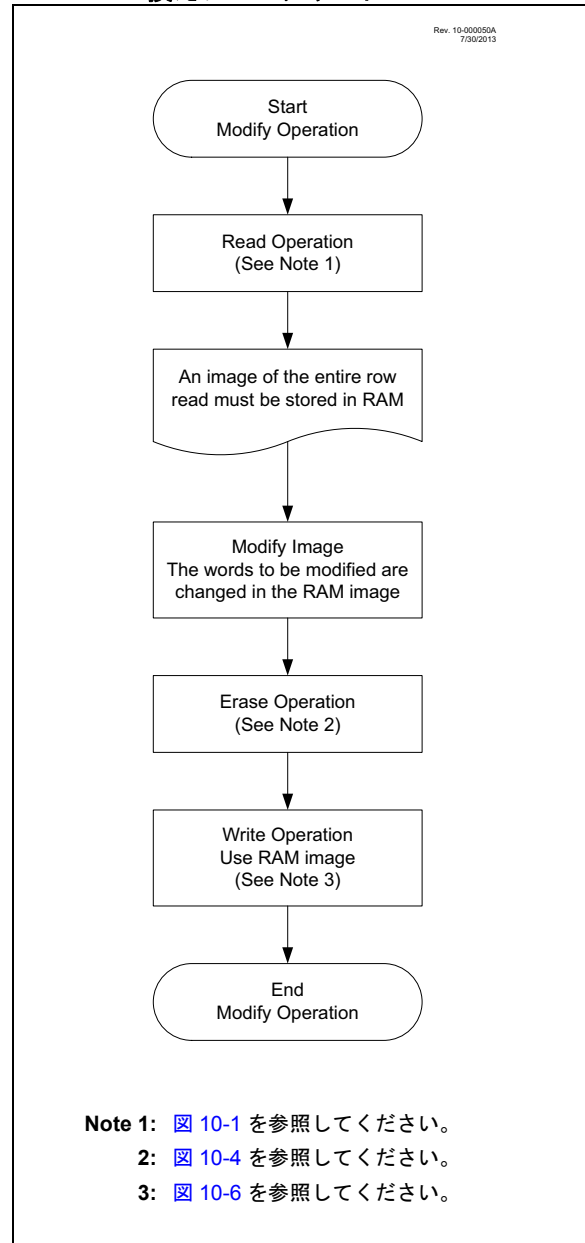 Rev. 10-000050A
7/30/2013
Start
Modify Operation
Read Operation
(See Note 1)
An image of the entire row
read must be stored in RAM
Modify Image
The words to be modified are
changed in the RAM image
Erase Operation
(See Note 2)
Write Operation
Use RAM image
(See Note 3)
End
Modify Operation
Note 1: 図 10-1 を参照してください。
2: 図 10-4 を参照してください。
3: 図 10-6 を参照してください。